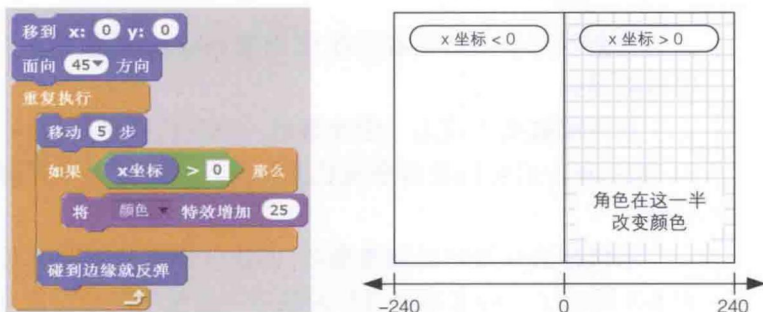 移到 x: 0 y: 0
面向 45 方向
重复执行
移动 5 步
如果 x坐标 > 0 那么
将 颜色 特效增加 25
碰到边缘就反弹
x 坐标 < 0
x 坐标 > 0
角色在这一半
改变颜色
-240 0 240